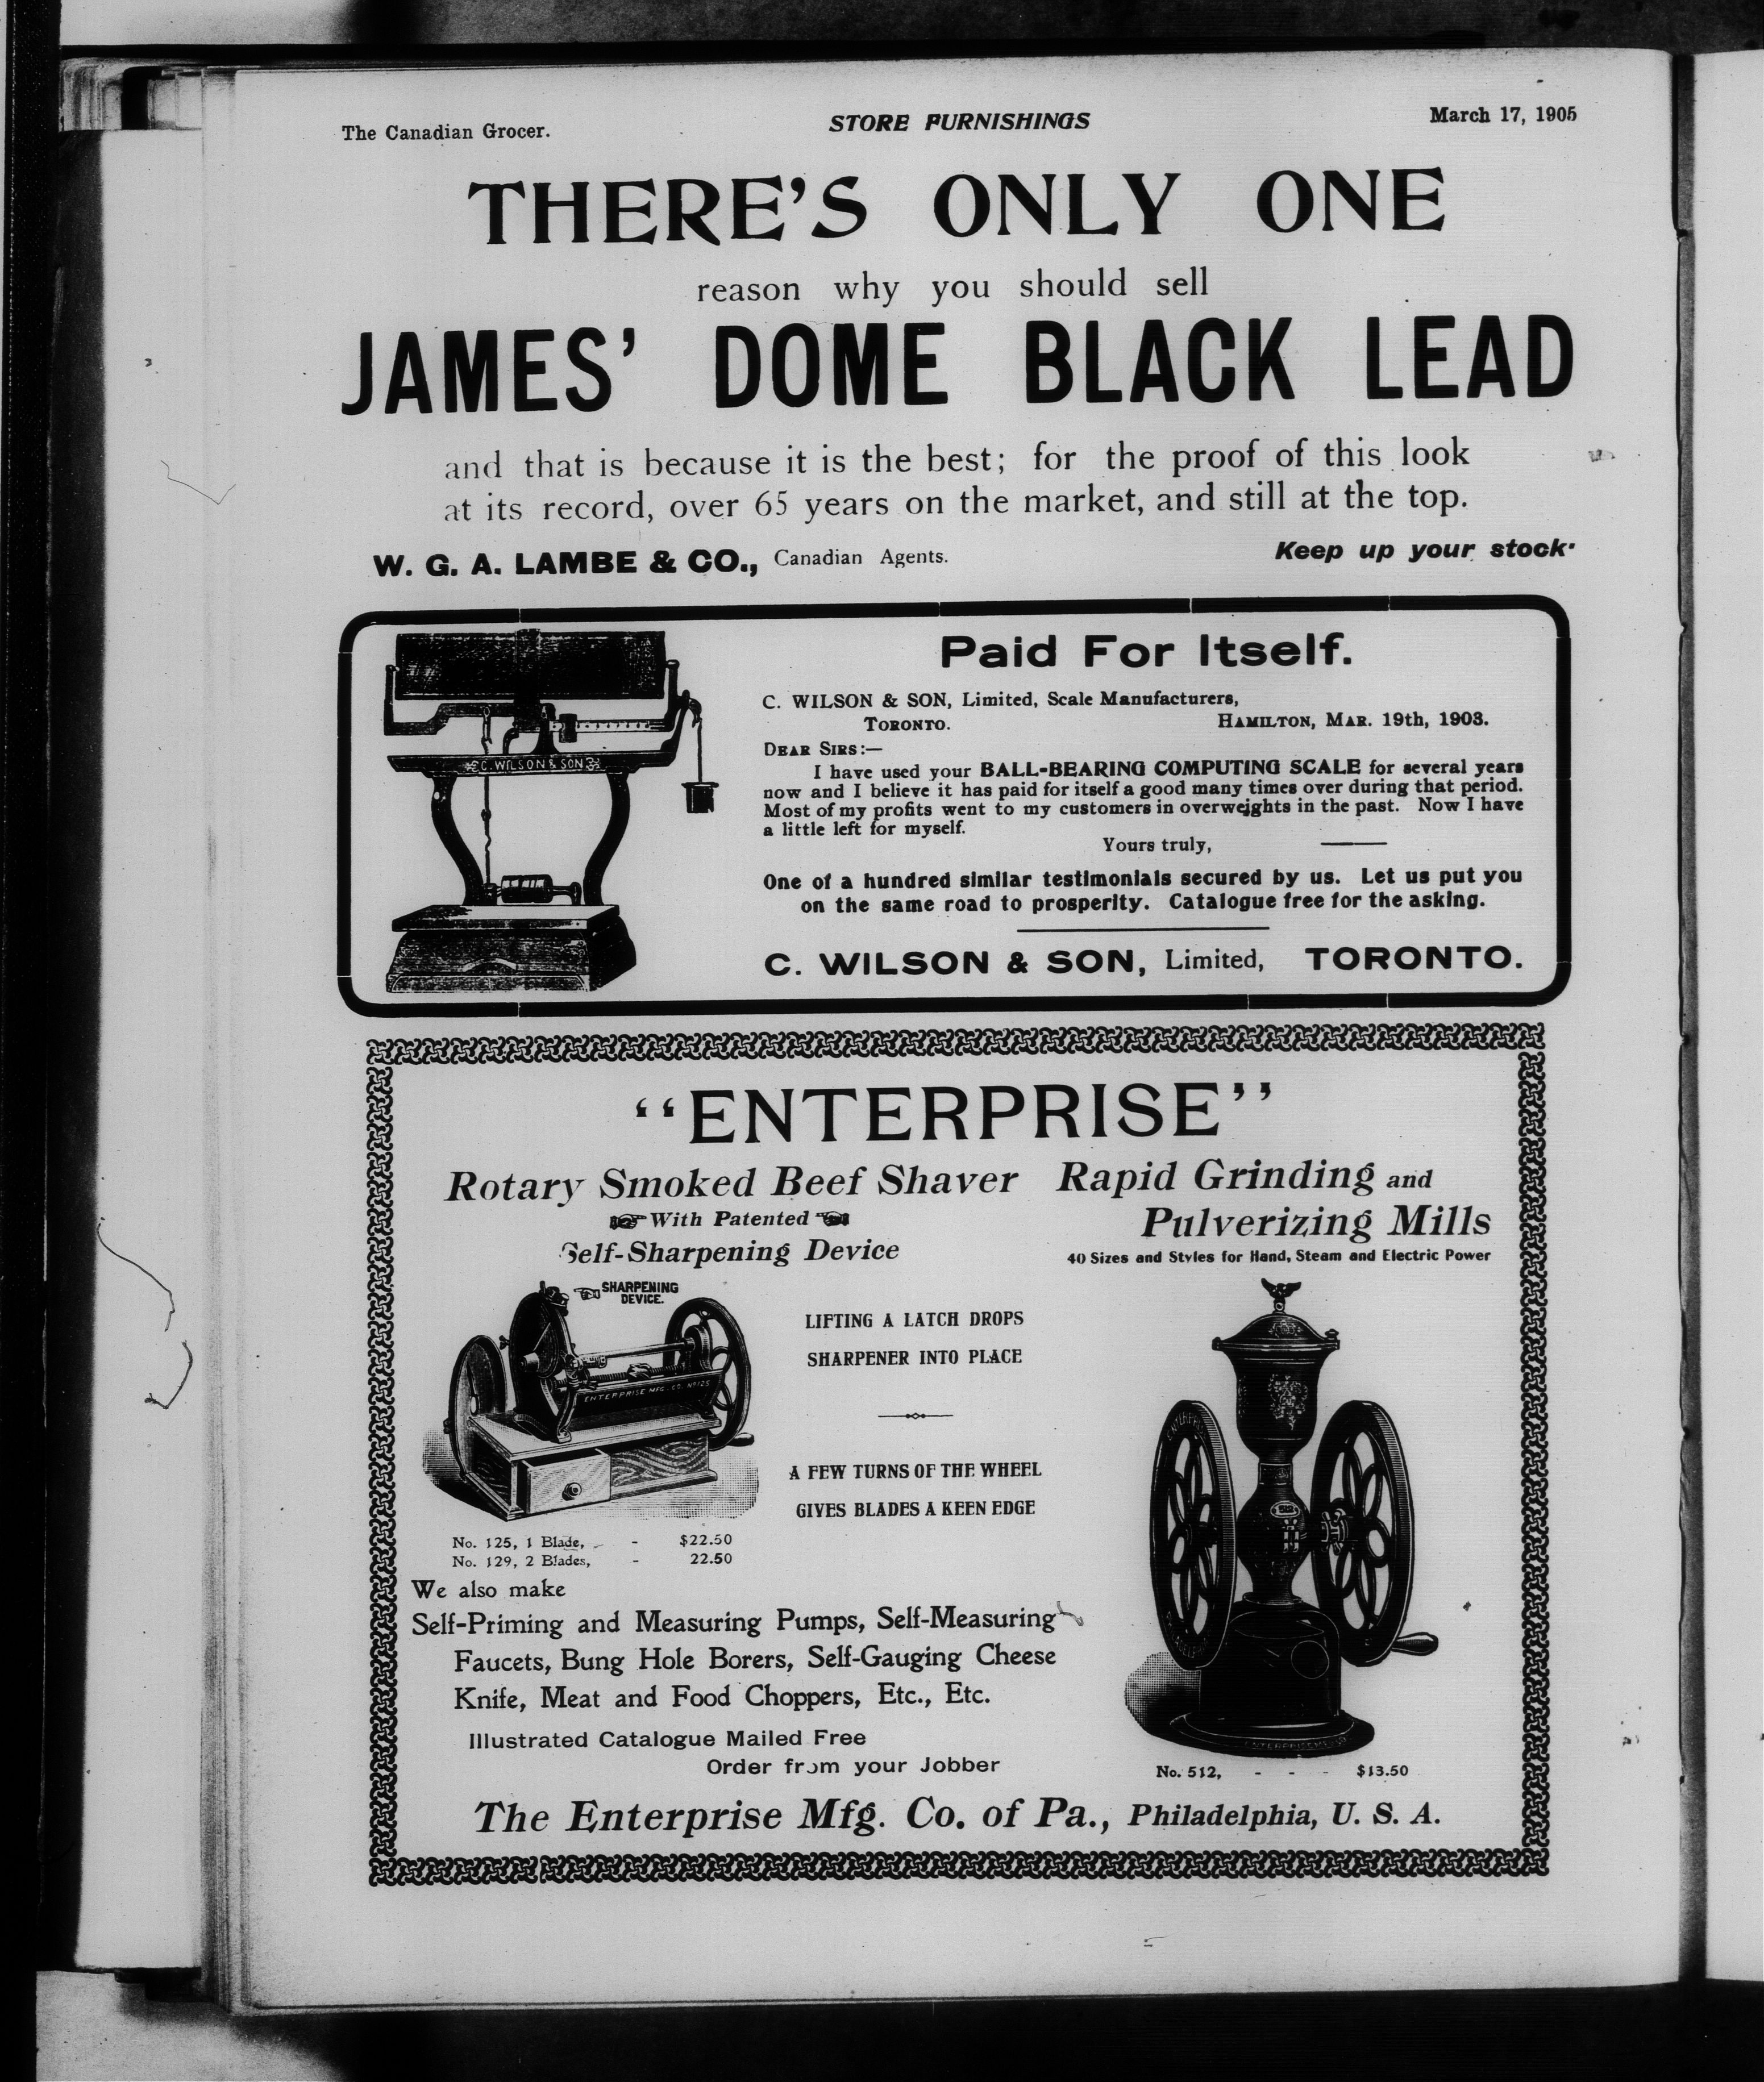 The Canadian Grocer.
STORE FURNISHINGS
March 17, 1905
THERE'S ONLY ONE
reason why you should sell
JAMES' DOME BLACK LEAD
and that is because it is the best; for the proof of this look
at its record, over 65 years on the market, and still at the top.
W. G. A. LAMBE & CO., Canadian Agents.
Keep up your stock.
Paid For Itself.
C. WILSON & SON, Limited, Scale Manufacturers,
TORONTO.
HAMILTON, MAR. 19th, 1903.
DEAR SIRS:—
I have used your BALL-BEARING COMPUTING SCALE for several years
now and I believe it has paid for itself a good many times over during that period.
Most of my profits went to my customers in overweights in the past. Now I have
a little left for myself.
Yours truly, ——
One of a hundred similar testimonials secured by us. Let us put you
on the same road to prosperity. Catalogue free for the asking.
C. WILSON & SON, Limited, TORONTO.
C. WILSON & SON
"ENTERPRISE"
Rotary Smoked Beef Shaver
With Patented
Self-Sharpening Device
Rapid Grinding and
Pulverizing Mills
40 Sizes and Styles for Hand, Steam and Electric Power
SHARPENING
DEVICE.
ENTERPRISE MFG. CO. Nº 125
LIFTING A LATCH DROPS
SHARPENER INTO PLACE
A FEW TURNS OF THE WHEEL
GIVES BLADES A KEEN EDGE
No. 125, 1 Blade, - - $22.50
No. 129, 2 Blades, - 22.50
We also make
Self-Priming and Measuring Pumps, Self-Measuring
Faucets, Bung Hole Borers, Self-Gauging Cheese
Knife, Meat and Food Choppers, Etc., Etc.
Illustrated Catalogue Mailed Free
Order from your Jobber
No. 512, - - - $13.50
The Enterprise Mfg. Co. of Pa., Philadelphia, U. S. A.